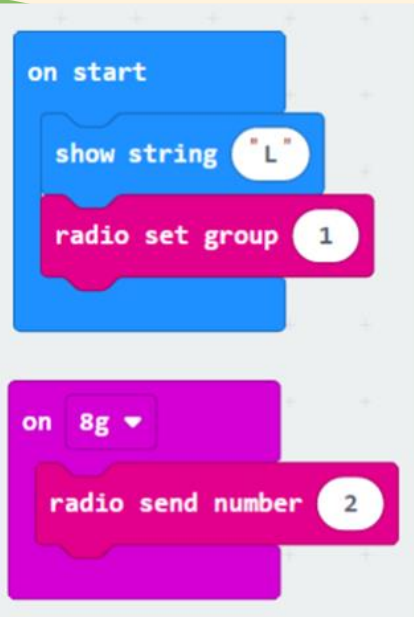 on start
show string "L"
radio set group 1
on 8g
radio send number 2